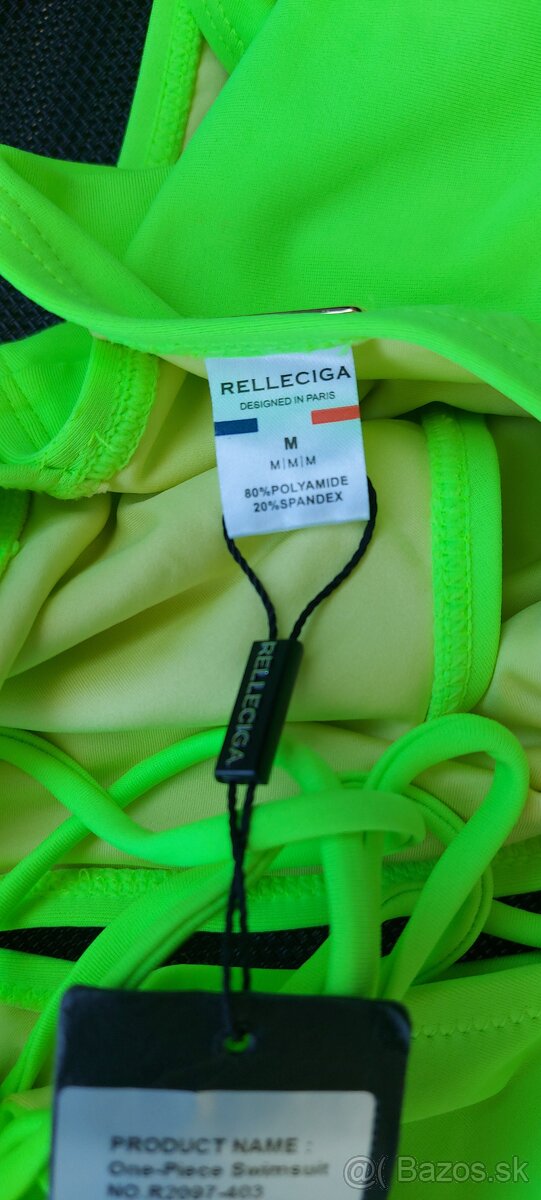 RELLECIGA
DESIGNED IN PARIS
M
M|M|M
80%POLYAMIDE
20%SPANDEX
RELLECIGA
PRODUCT NAME :
One-Piece Swimsuit
NO.R2097-403
@( Bazos.sk